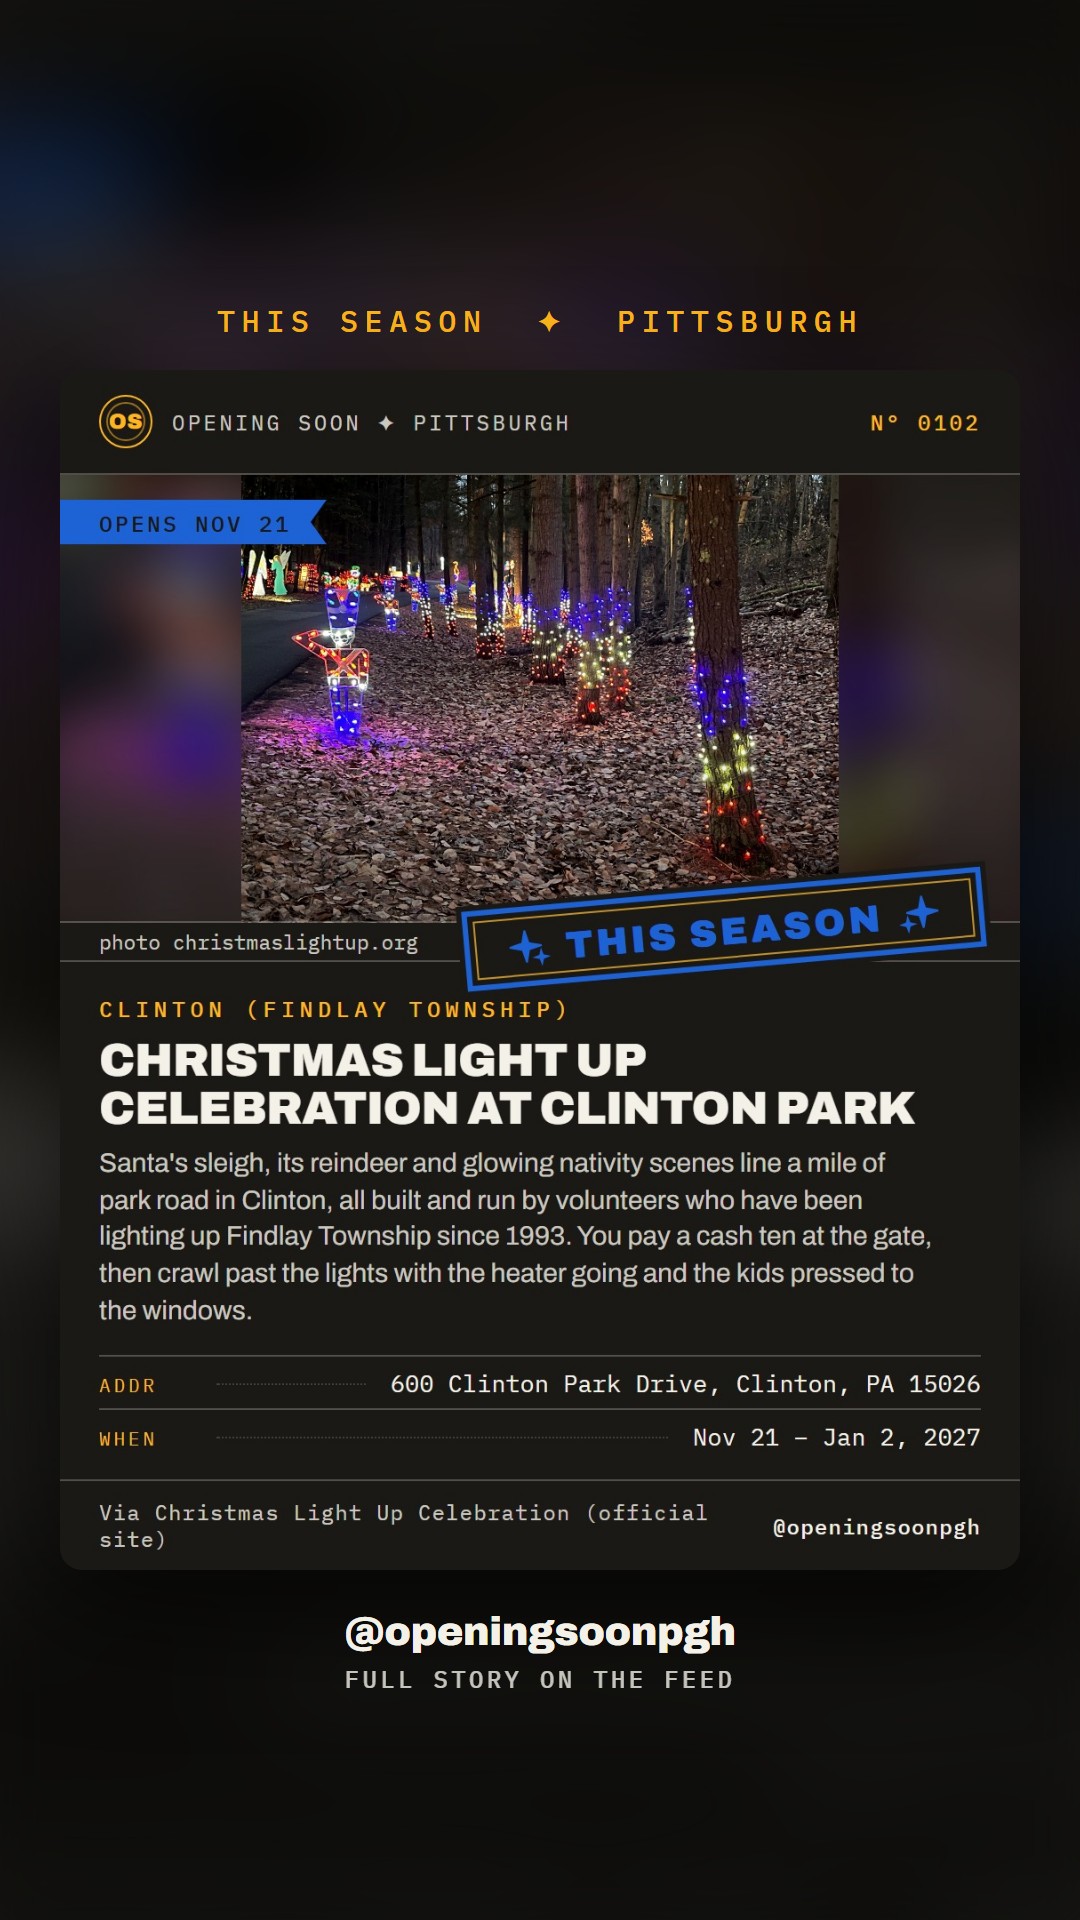 THIS SEASON ✦ PITTSBURGH
OS OPENING SOON ✦ PITTSBURGH N° 0102
OPENS NOV 21
photo christmaslightup.org
THIS SEASON
CLINTON (FINDLAY TOWNSHIP)
CHRISTMAS LIGHT UP
CELEBRATION AT CLINTON PARK
Santa's sleigh, its reindeer and glowing nativity scenes line a mile of
park road in Clinton, all built and run by volunteers who have been
lighting up Findlay Township since 1993. You pay a cash ten at the gate,
then crawl past the lights with the heater going and the kids pressed to
the windows.
ADDR 600 Clinton Park Drive, Clinton, PA 15026
WHEN Nov 21 – Jan 2, 2027
Via Christmas Light Up Celebration (official
site)
@openingsoonpgh
@openingsoonpgh
FULL STORY ON THE FEED